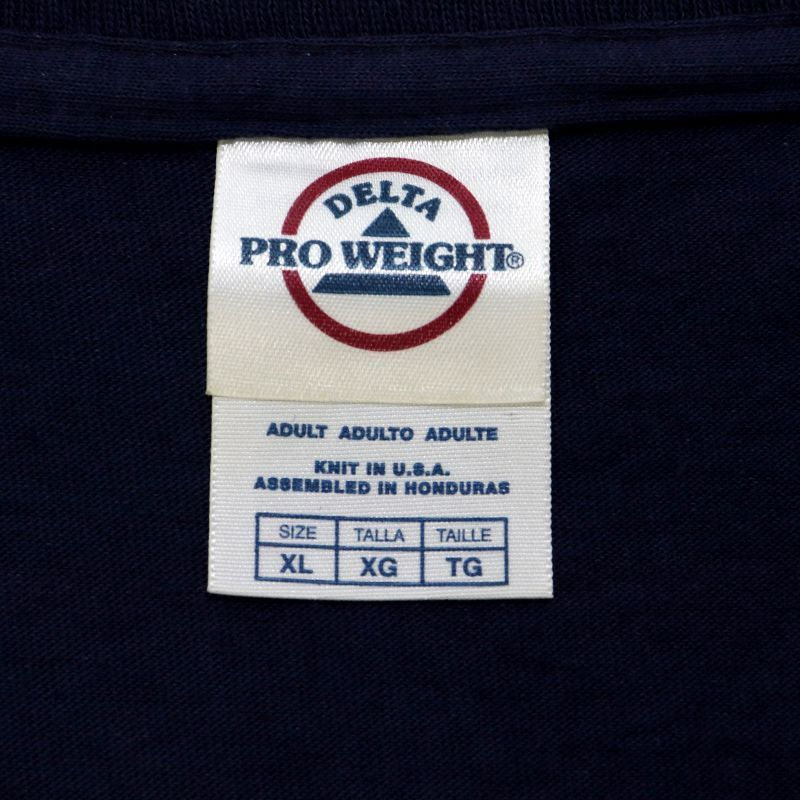 DELTA
PRO WEIGHT®
ADULT ADULTO ADULTE
KNIT IN U.S.A.
ASSEMBLED IN HONDURAS
SIZE TALLA TAILLE
XL XG TG